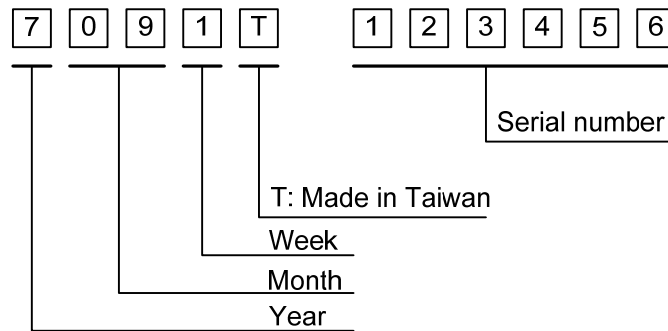 7 0 9 1 T 1 2 3 4 5 6
Serial number
T: Made in Taiwan
Week
Month
Year